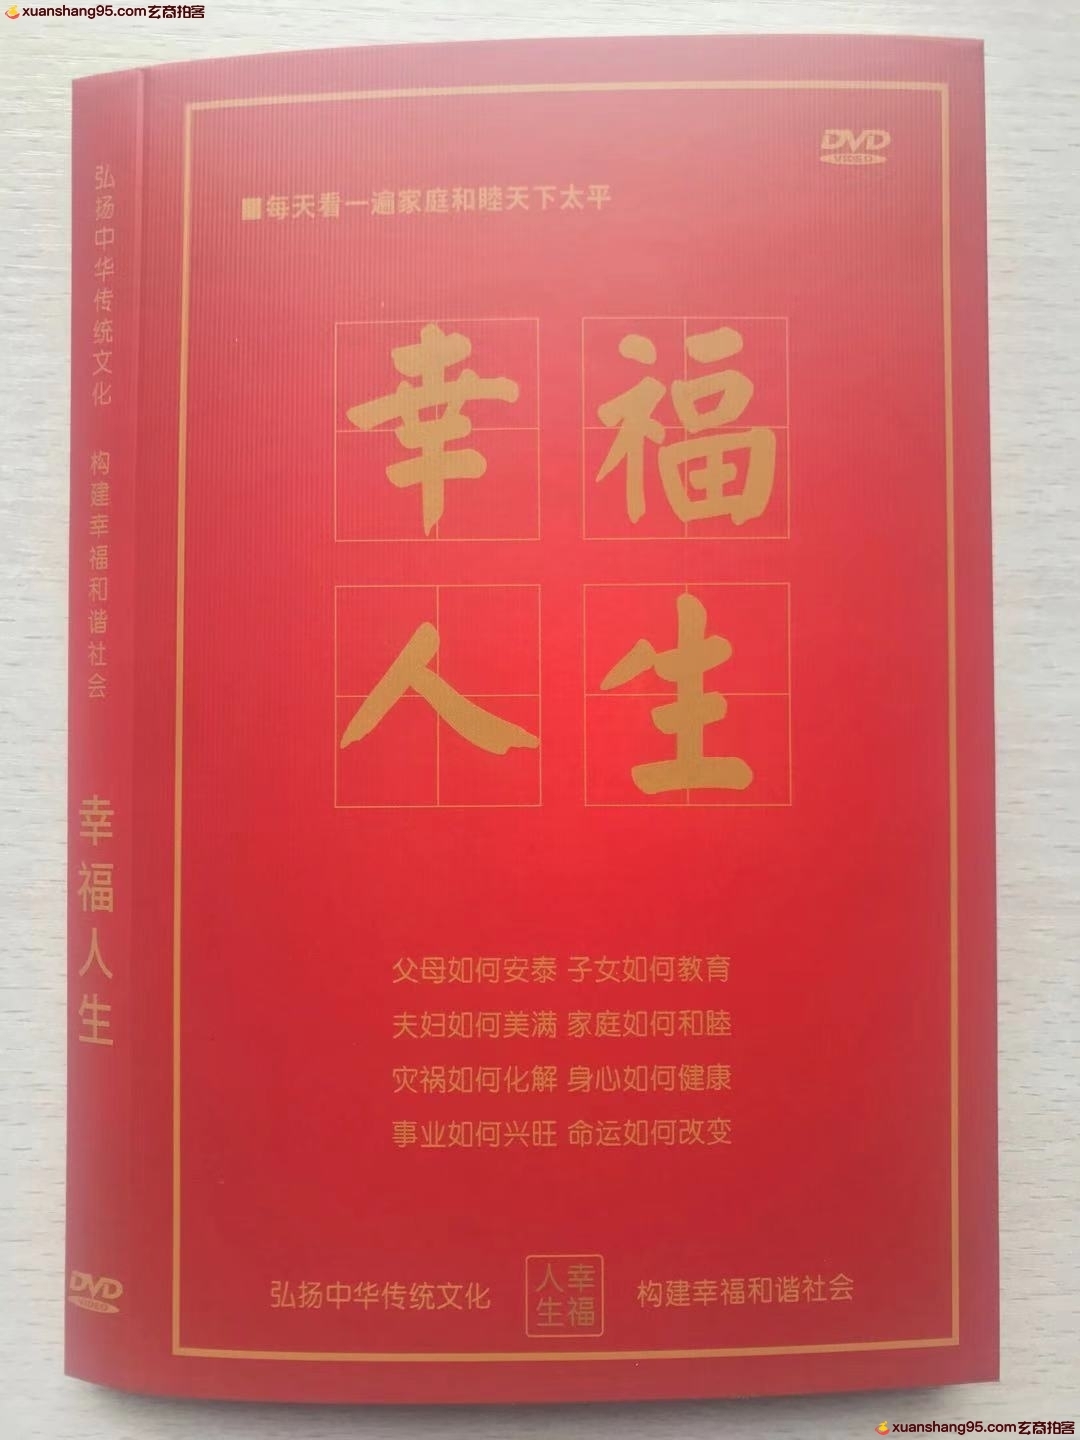 xuanshang95.com玄商拍客
DVD
VIDEO
■每天看一遍家庭和睦天下太平
幸福
人生
父母如何安泰 子女如何教育
夫妇如何美满 家庭如何和睦
灾祸如何化解 身心如何健康
事业如何兴旺 命运如何改变
弘扬中华传统文化
幸福
人生
构建幸福和谐社会
弘扬中华传统文化 构建幸福和谐社会 幸福人生
DVD
VIDEO
xuanshang95.com玄商拍客